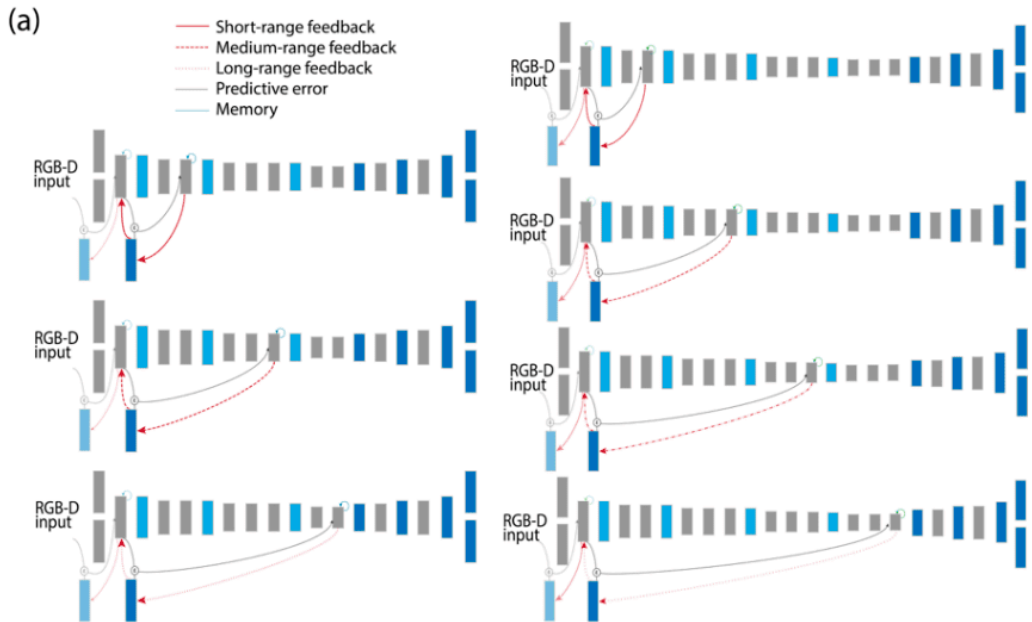 (a)
Short-range feedback
Medium-range feedback
Long-range feedback
Predictive error
Memory
RGB-D
input
RGB-D
input
RGB-D
input
RGB-D
input
RGB-D
input
RGB-D
input
RGB-D
input